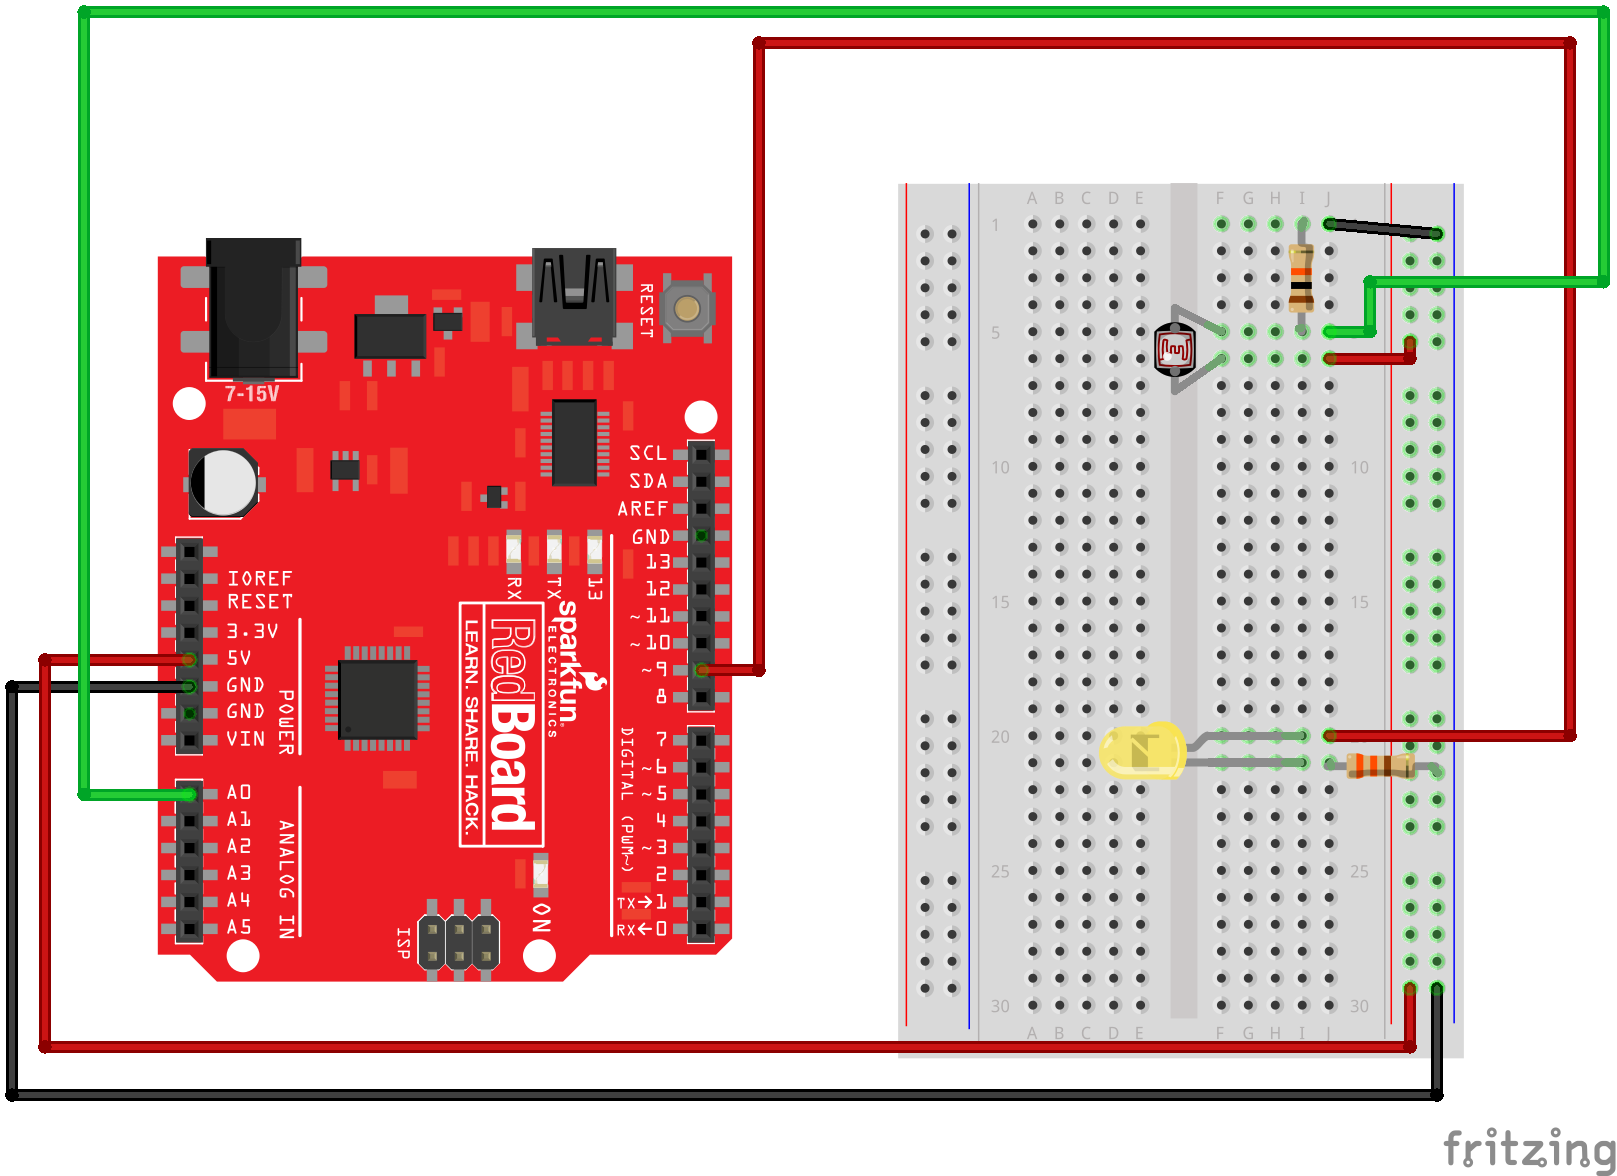 7-15V
RESET
SCL
SDA
AREF
GND
13
12
~11
~10
~9
8
7
~6
~5
4
~3
2
TX→1
RX←0
DIGITAL (PWM~)
IOREF
RESET
3.3V
5V
GND
GND
VIN
POWER
A0
A1
A2
A3
A4
A5
ANALOG IN
RX
TX
13
sparkfun
ELECTRONICS
RedBoard
LEARN. SHARE. HACK.
ISP
ON
A B C D E F G H I J
1
5
10 10
15 15
20
25 25
30 30
A B C D E F G H I J
fritzing